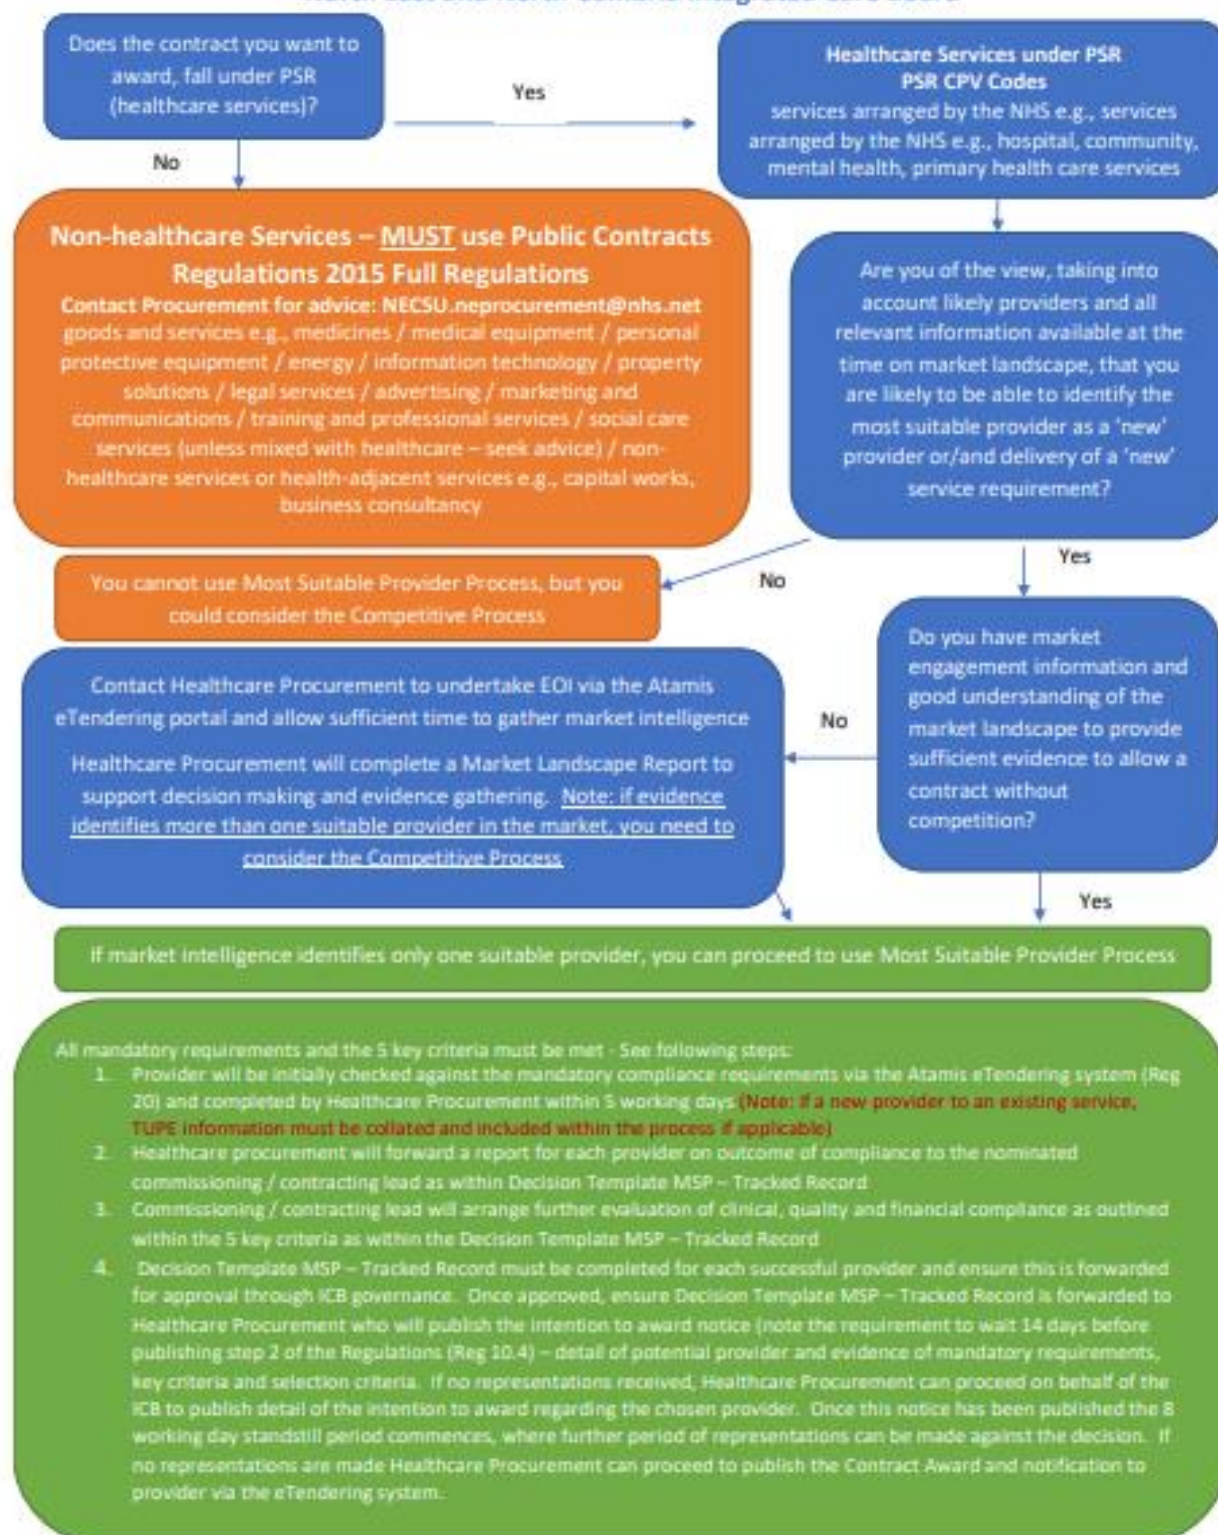 North East and North Cumbria Integrated Care Board
Does the contract you want to
award, fall under PSR
(healthcare services)?
Yes
Healthcare Services under PSR
PSR CPV Codes
services arranged by the NHS e.g., services
arranged by the NHS e.g., hospital, community,
mental health, primary health care services
No
Non-healthcare Services – MUST use Public Contracts
Regulations 2015 Full Regulations
Contact Procurement for advice: NECSU.neprocurement@nhs.net
goods and services e.g., medicines / medical equipment / personal
protective equipment / energy / information technology / property
solutions / legal services / advertising / marketing and
communications / training and professional services / social care
services (unless mixed with healthcare – seek advice) / non-
healthcare services or health-adjacent services e.g., capital works,
business consultancy
Are you of the view, taking into
account likely providers and all
relevant information available at the
time on market landscape, that you
are likely to be able to identify the
most suitable provider as a 'new'
provider or/and delivery of a 'new'
service requirement?
No
Yes
You cannot use Most Suitable Provider Process, but you
could consider the Competitive Process
Do you have market
engagement information and
good understanding of the
market landscape to provide
sufficient evidence to allow a
contract without
competition?
No
Contact Healthcare Procurement to undertake EOI via the Atamis
eTendering portal and allow sufficient time to gather market intelligence
Healthcare Procurement will complete a Market Landscape Report to
support decision making and evidence gathering. Note: if evidence
identifies more than one suitable provider in the market, you need to
consider the Competitive Process
Yes
If market intelligence identifies only one suitable provider, you can proceed to use Most Suitable Provider Process
All mandatory requirements and the 5 key criteria must be met - See following steps:
1. Provider will be initially checked against the mandatory compliance requirements via the Atamis eTendering system (Reg
20) and completed by Healthcare Procurement within 5 working days (Note: if a new provider to an existing service,
TUPE information must be collated and included within the process if applicable)
2. Healthcare procurement will forward a report for each provider on outcome of compliance to the nominated
commissioning / contracting lead as within Decision Template MSP – Tracked Record
3. Commissioning / contracting lead will arrange further evaluation of clinical, quality and financial compliance as outlined
within the 5 key criteria as within the Decision Template MSP – Tracked Record
4. Decision Template MSP – Tracked Record must be completed for each successful provider and ensure this is forwarded
for approval through ICB governance. Once approved, ensure Decision Template MSP – Tracked Record is forwarded to
Healthcare Procurement who will publish the intention to award notice (note the requirement to wait 14 days before
publishing step 2 of the Regulations (Reg 10.4) – detail of potential provider and evidence of mandatory requirements,
key criteria and selection criteria. If no representations received, Healthcare Procurement can proceed on behalf of the
ICB to publish detail of the intention to award regarding the chosen provider. Once this notice has been published the 8
working day standstill period commences, where further period of representations can be made against the decision. If
no representations are made Healthcare Procurement can proceed to publish the Contract Award and notification to
provider via the eTendering system.